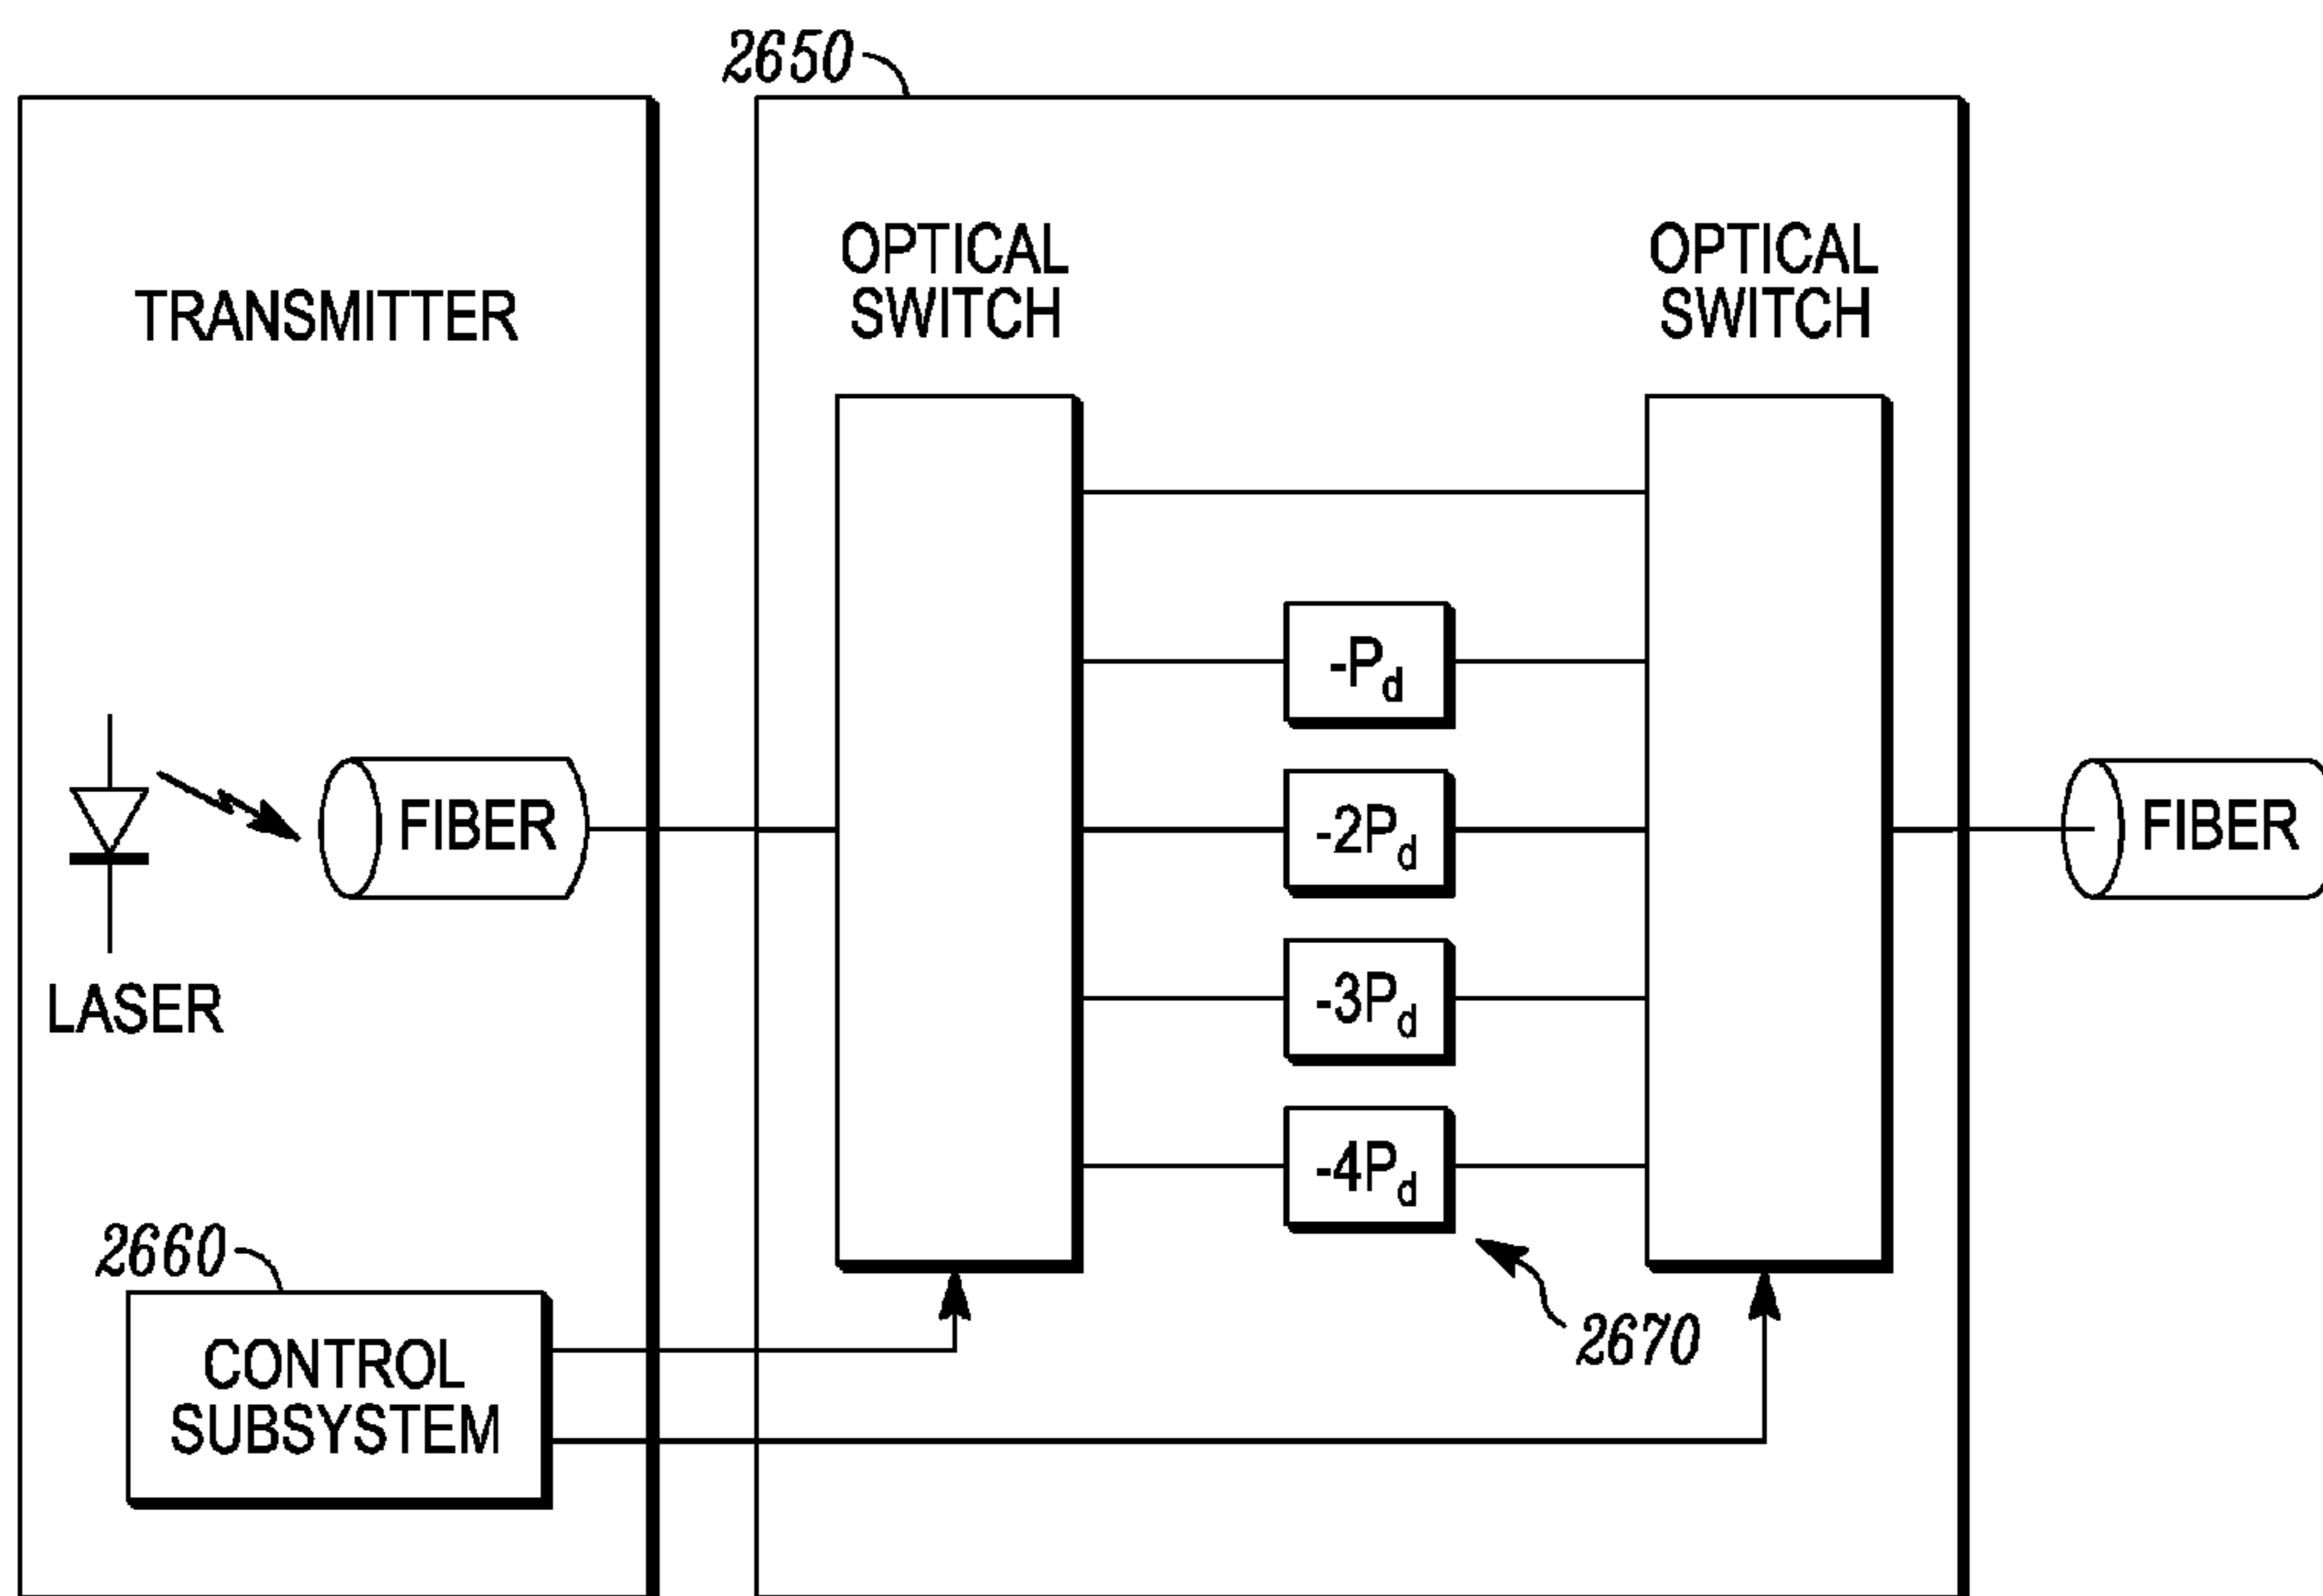 2650
TRANSMITTER
OPTICAL
SWITCH
OPTICAL
SWITCH
-Pd
-2Pd
-3Pd
-4Pd
FIBER
FIBER
LASER
2660
CONTROL
SUBSYSTEM
2670